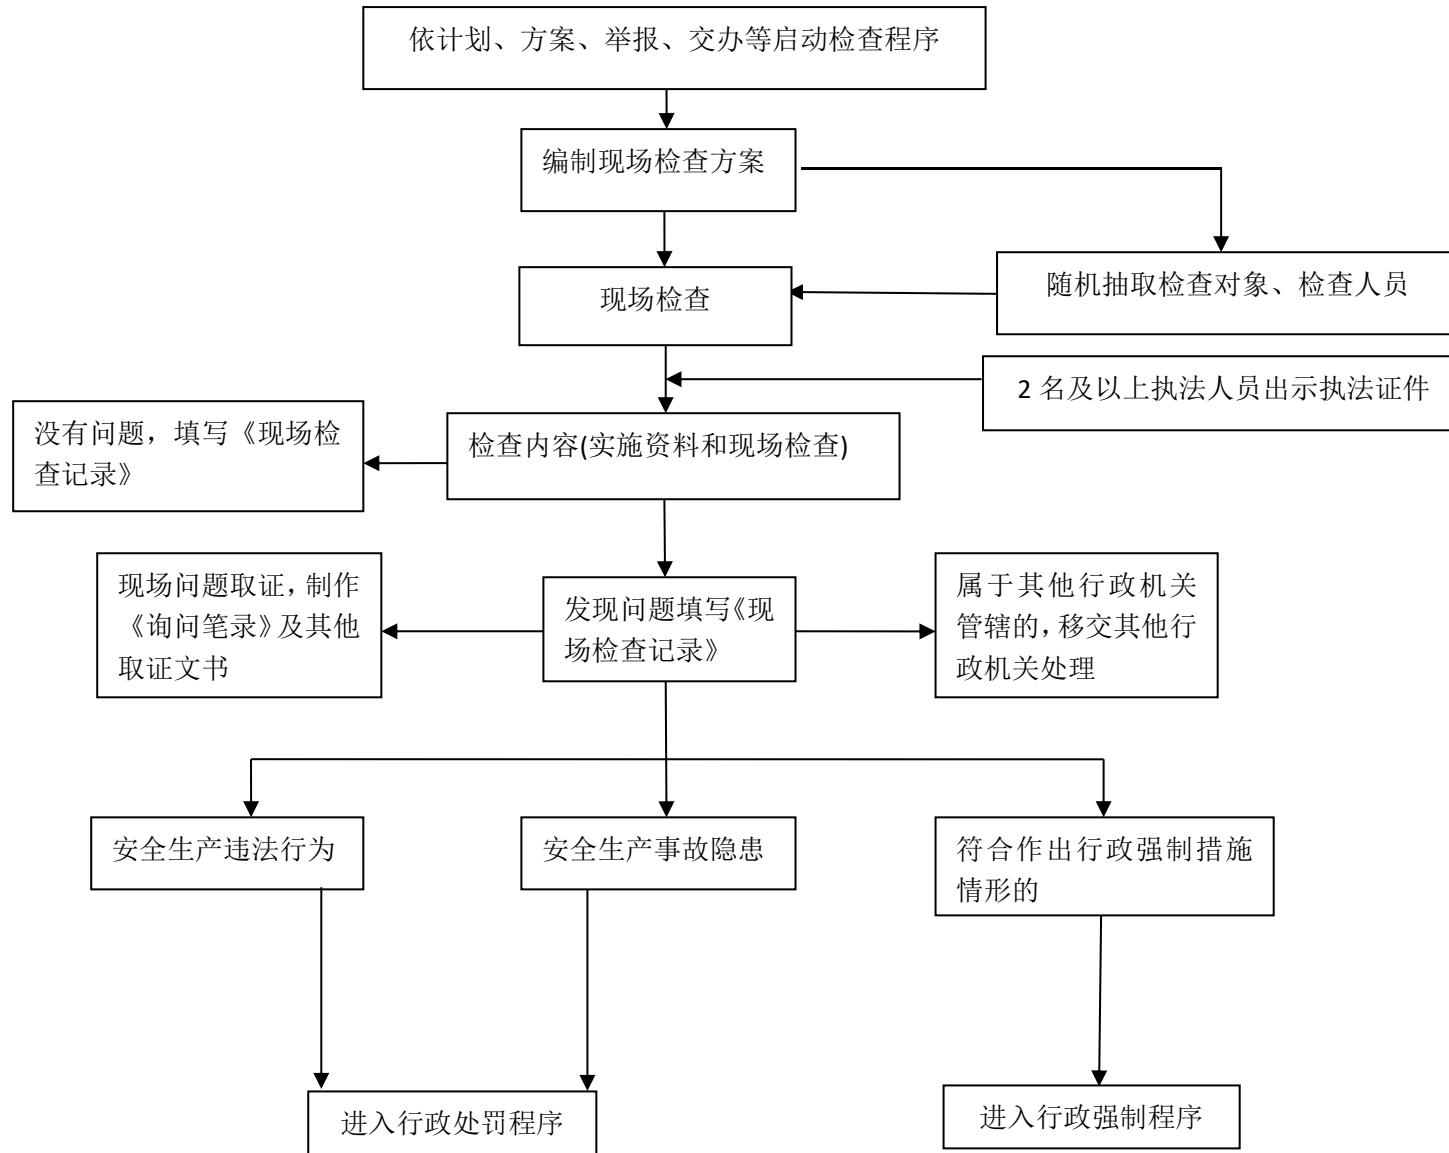 依计划、方案、举报、交办等启动检查程序
编制现场检查方案
随机抽取检查对象、检查人员
现场检查
2名及以上执法人员出示执法证件
没有问题，填写《现场检
查记录》
检查内容(实施资料和现场检查)
现场问题取证，制作
《询问笔录》及其他
取证文书
发现问题填写《现
场检查记录》
属于其他行政机关
管辖的，移交其他行
政机关处理
安全生产违法行为
安全生产事故隐患
符合作出行政强制措施
情形的
进入行政处罚程序
进入行政强制程序